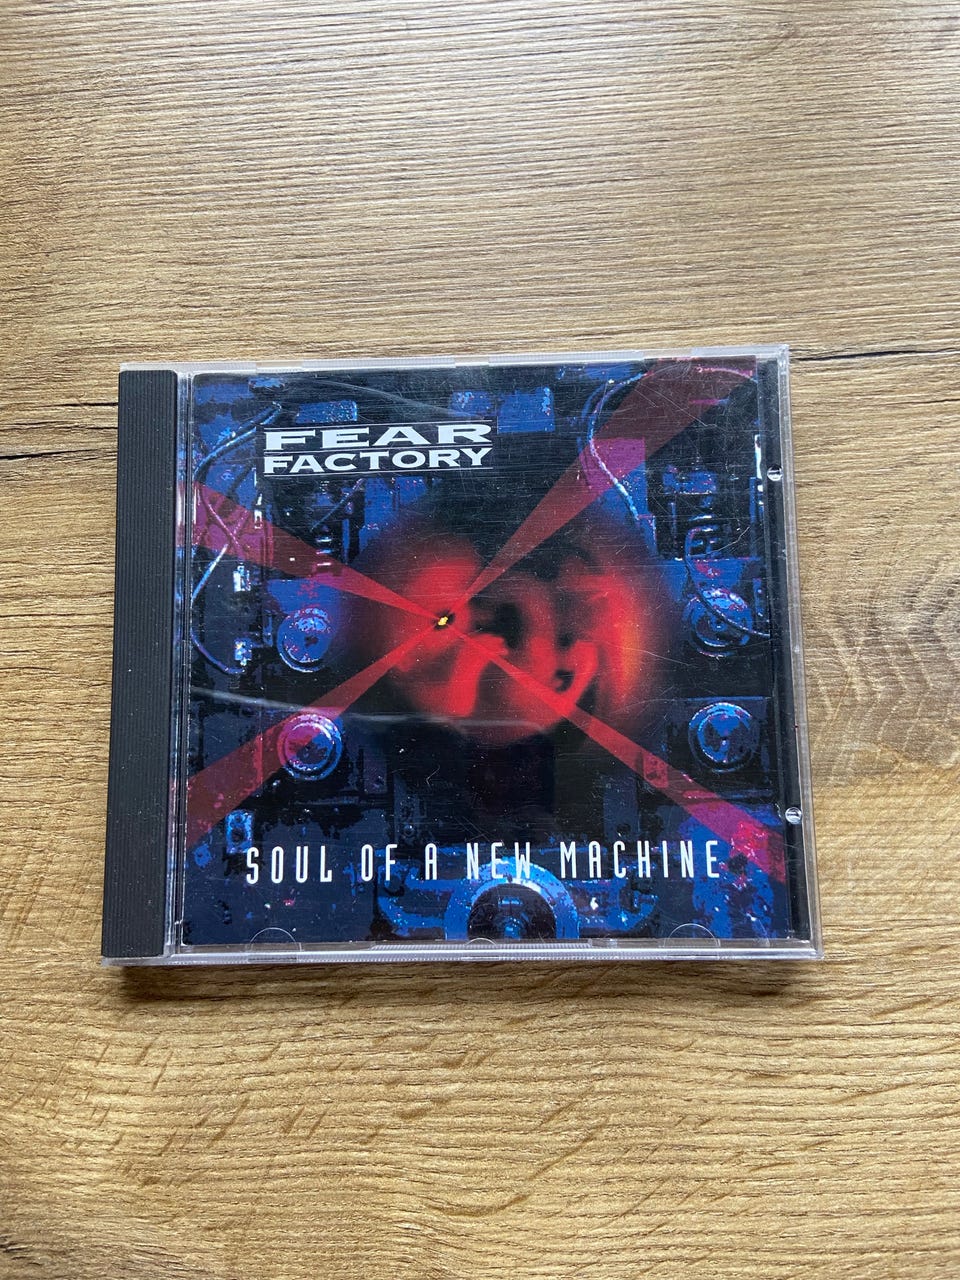 FEAR
FACTORY
SOUL OF A NEW MACHINE